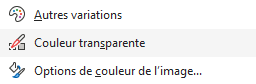 Autres variations
Couleur transparente
Options de couleur de l'image...